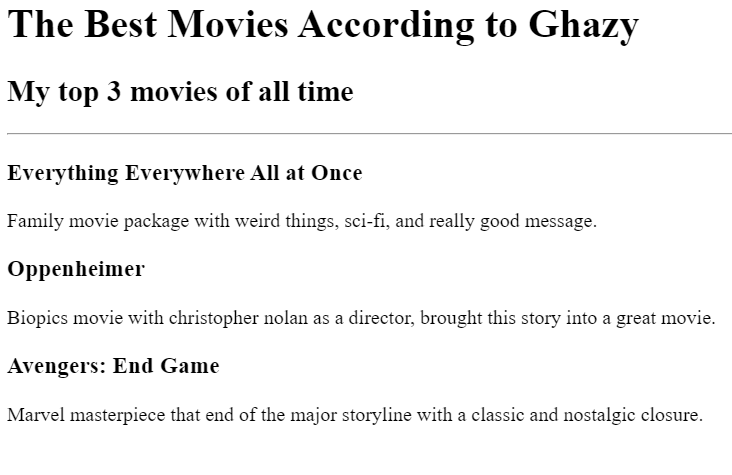 The Best Movies According to Ghazy
My top 3 movies of all time
Everything Everywhere All at Once
Family movie package with weird things, sci-fi, and really good message.
Oppenheimer
Biopics movie with christopher nolan as a director, brought this story into a great movie.
Avengers: End Game
Marvel masterpiece that end of the major storyline with a classic and nostalgic closure.